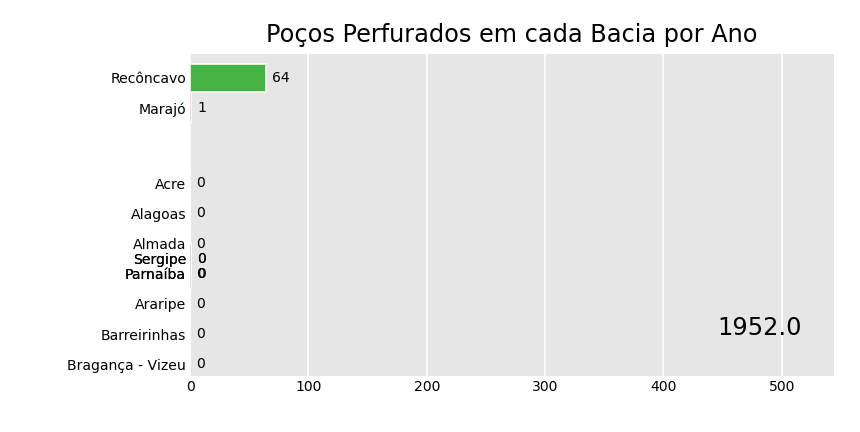 Poços Perfurados em cada Bacia por Ano
Recôncavo 64
Marajó 1
Acre 0
Alagoas 0
Almada 0
Sergipe 0
Parnaíba 0
Araripe 0
1952.0
Barreirinhas 0
Bragança - Vizeu 0
0 100 200 300 400 500